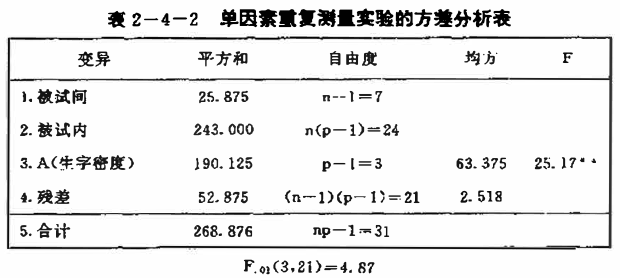 表2-4-2 单因素重复测量实验的方差分析表
变异 平方和 自由度 均方 F
1.被试间 25.875 n--1=7
2.被试内 243.000 n(p-1)=24
3.A(生字密度) 190.125 p-1=3 63.375 25.17**
4.残差 52.875 (n-1)(p-1)=21 2.518
5.合计 268.876 np-1=31
F.01(3,21)=4.87